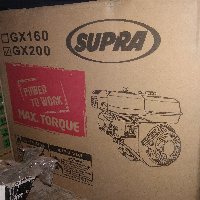 GX160
GX200
SUPRA
POWER
TO WORK
MAX. TORQUE